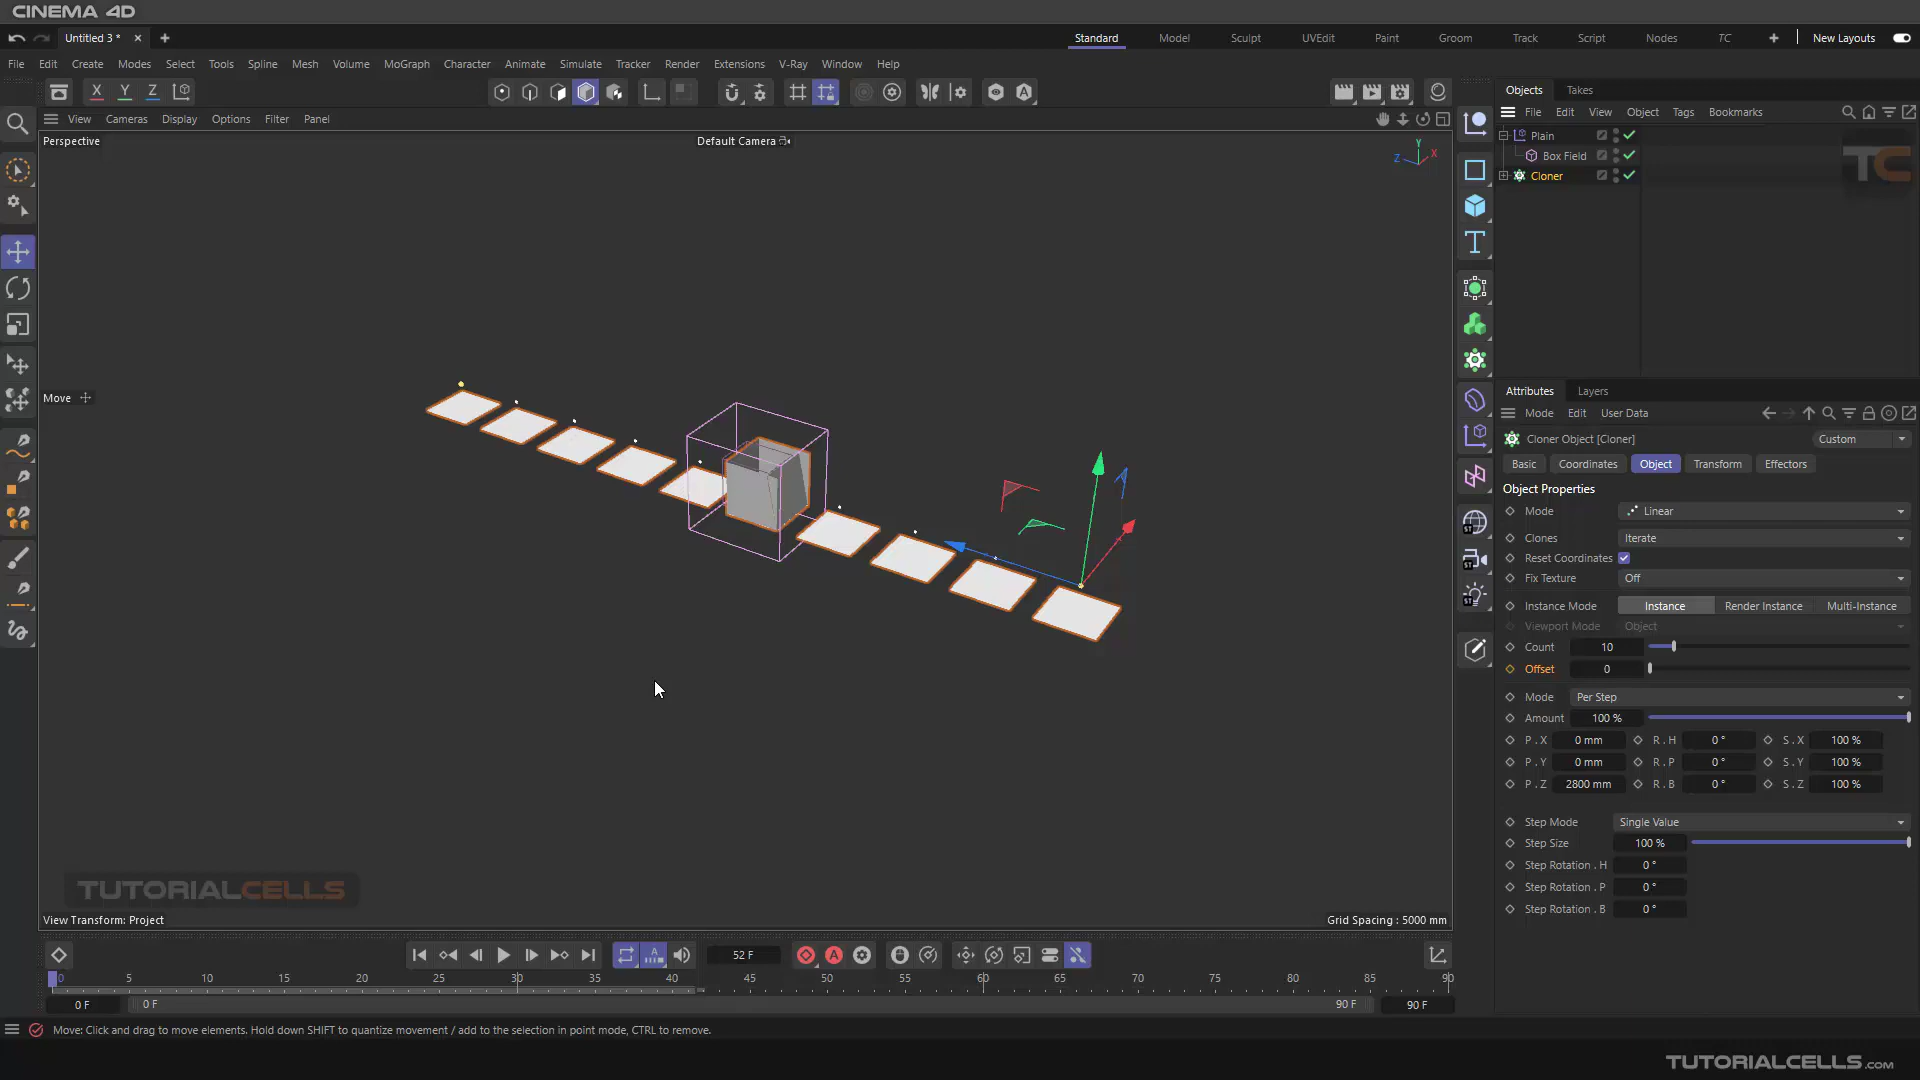 CINEMA 4D
Untitled 3 * × +
Standard Model Sculpt UVEdit Paint Groom Track Script Nodes TC + New Layouts
File Edit Create Modes Select Tools Spline Mesh Volume MoGraph Character Animate Simulate Tracker Render Extensions V-Ray Window Help
X Y Z
Objects Takes
File Edit View Object Tags Bookmarks
View Cameras Display Options Filter Panel
Perspective
Default Camera
Y
Z X
Plain
Box Field
Cloner
TC
Move
Attributes Layers
Mode Edit User Data
Cloner Object [Cloner]
Custom
Basic Coordinates Object Transform Effectors
Object Properties
Mode Linear
Clones Iterate
Reset Coordinates
Fix Texture Off
Instance Mode Instance Render Instance Multi-Instance
Viewport Mode Object
Count 10
Offset 0
Mode Per Step
Amount 100 %
P . X 0 mm R . H 0 ° S . X 100 %
P . Y 0 mm R . P 0 ° S . Y 100 %
P . Z 2800 mm R . B 0 ° S . Z 100 %
Step Mode Single Value
Step Size 100 %
Step Rotation . H 0 °
Step Rotation . P 0 °
Step Rotation . B 0 °
TUTORIALCELLS
View Transform: Project
Grid Spacing : 5000 mm
52 F
0 5 10 15 20 25 30 35 40 45 50 55 60 65 70 75 80 85 90
0 F 0 F 90 F 90 F
Move: Click and drag to move elements. Hold down SHIFT to quantize movement / add to the selection in point mode, CTRL to remove.
TUTORIALCELLS.com